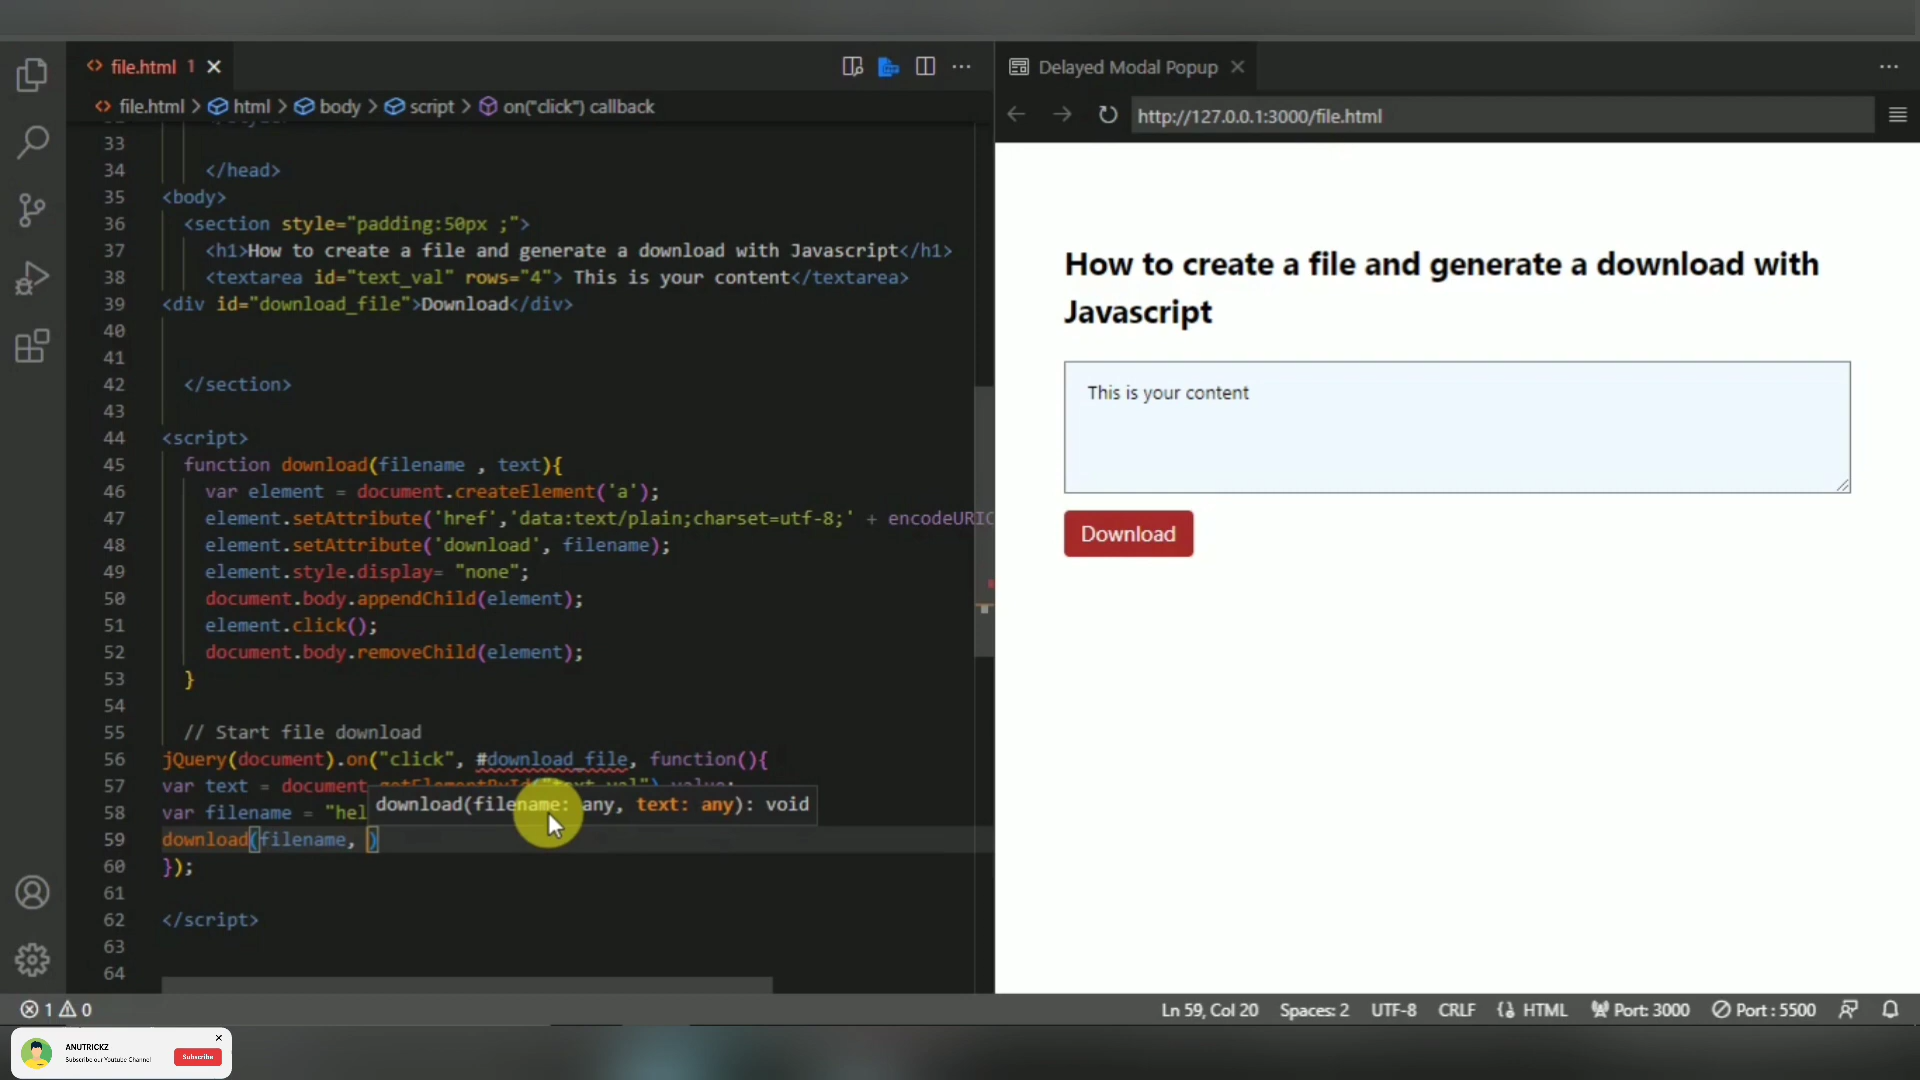 file.html 1
Delayed Modal Popup
file.html > html > body > script > on("click") callback
http://127.0.0.1:3000/file.html
33
34 </head>
35 <body>
36 <section style="padding:50px ;">
37 <h1>How to create a file and generate a download with Javascript</h1>
38 <textarea id="text_val" rows="4"> This is your content</textarea>
39 <div id="download_file">Download</div>
40
41
42 </section>
43
44 <script>
45 function download(filename , text){
46 var element = document.createElement('a');
47 element.setAttribute('href','data:text/plain;charset=utf-8;' + encodeURIC
48 element.setAttribute('download', filename);
49 element.style.display= "none";
50 document.body.appendChild(element);
51 element.click();
52 document.body.removeChild(element);
53 }
54
55 // Start file download
56 jQuery(document).on("click", #download_file, function(){
57 var text = document.getElementById("text_val").value;
58 var filename = "hel
download(filename: any, text: any): void
59 download(filename, )
60 });
61
62 </script>
63
64
How to create a file and generate a download with
Javascript
This is your content
Download
1 0
Ln 59, Col 20 Spaces: 2 UTF-8 CRLF HTML Port: 3000 Port : 5500
ANUTRICKZ
Subscribe our Youtube Channel
Subscribe